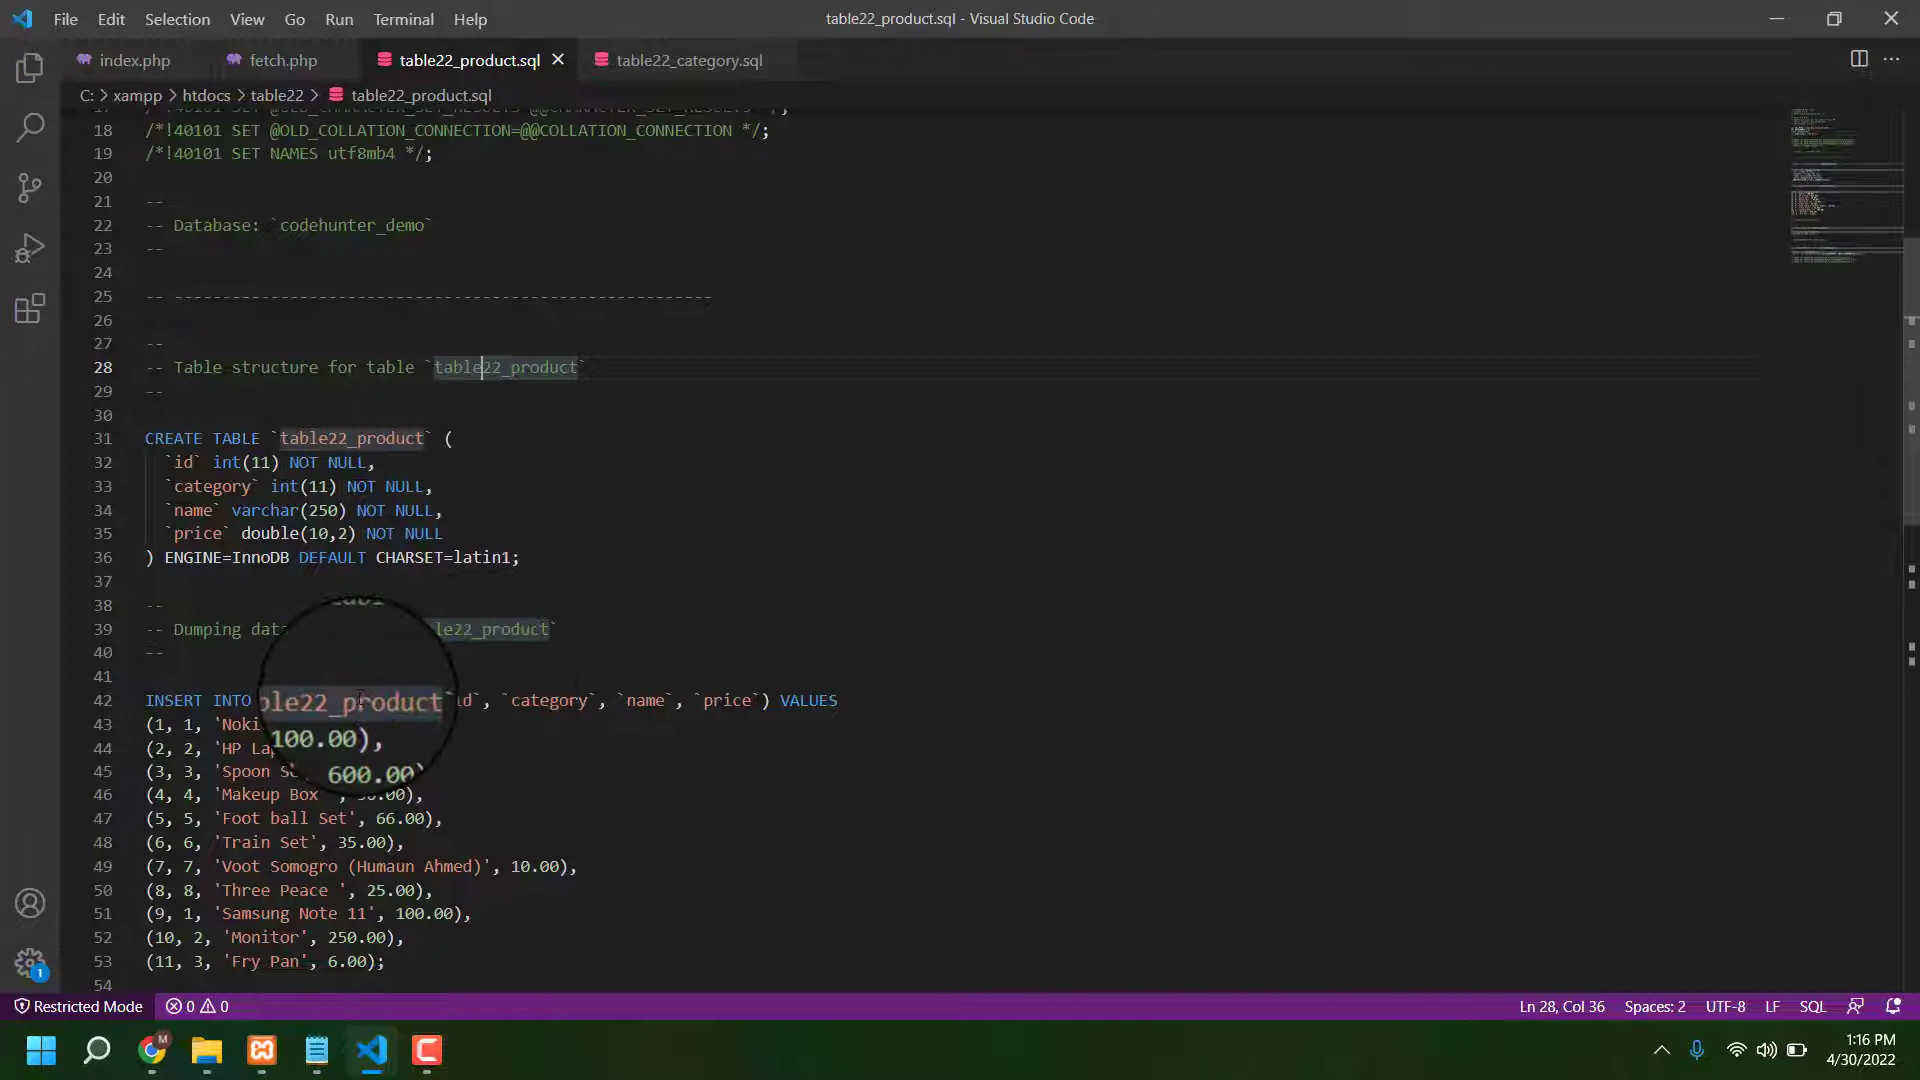 File Edit Selection View Go Run Terminal Help
table22_product.sql - Visual Studio Code
index.php fetch.php table22_product.sql table22_category.sql
C: > xampp > htdocs > table22 > table22_product.sql
18 /*!40101 SET @OLD_COLLATION_CONNECTION=@@COLLATION_CONNECTION */;
19 /*!40101 SET NAMES utf8mb4 */;
20
21 --
22 -- Database: `codehunter_demo`
23 --
24
25 -- --------------------------------------------------------
26
27 --
28 -- Table structure for table `table22_product`
29 --
30
31 CREATE TABLE `table22_product` (
32 `id` int(11) NOT NULL,
33 `category` int(11) NOT NULL,
34 `name` varchar(250) NOT NULL,
35 `price` double(10,2) NOT NULL
36 ) ENGINE=InnoDB DEFAULT CHARSET=latin1;
37
38 --
39 -- Dumping dat le22_product`
40 --
41
42 INSERT INTO ble22_product`id`, `category`, `name`, `price`) VALUES
43 (1, 1, 'Noki
100.00),
44 (2, 2, 'HP La
45 (3, 3, 'Spoon S 600.00)
46 (4, 4, 'Makeup Box
47 (5, 5, 'Foot ball Set', 66.00),
48 (6, 6, 'Train Set', 35.00),
49 (7, 7, 'Voot Somogro (Humaun Ahmed)', 10.00),
50 (8, 8, 'Three Peace ', 25.00),
51 (9, 1, 'Samsung Note 11', 100.00),
52 (10, 2, 'Monitor', 250.00),
53 (11, 3, 'Fry Pan', 6.00);
54
Restricted Mode 0 0 Ln 28, Col 36 Spaces: 2 UTF-8 LF SQL
1
M
1:16 PM
4/30/2022